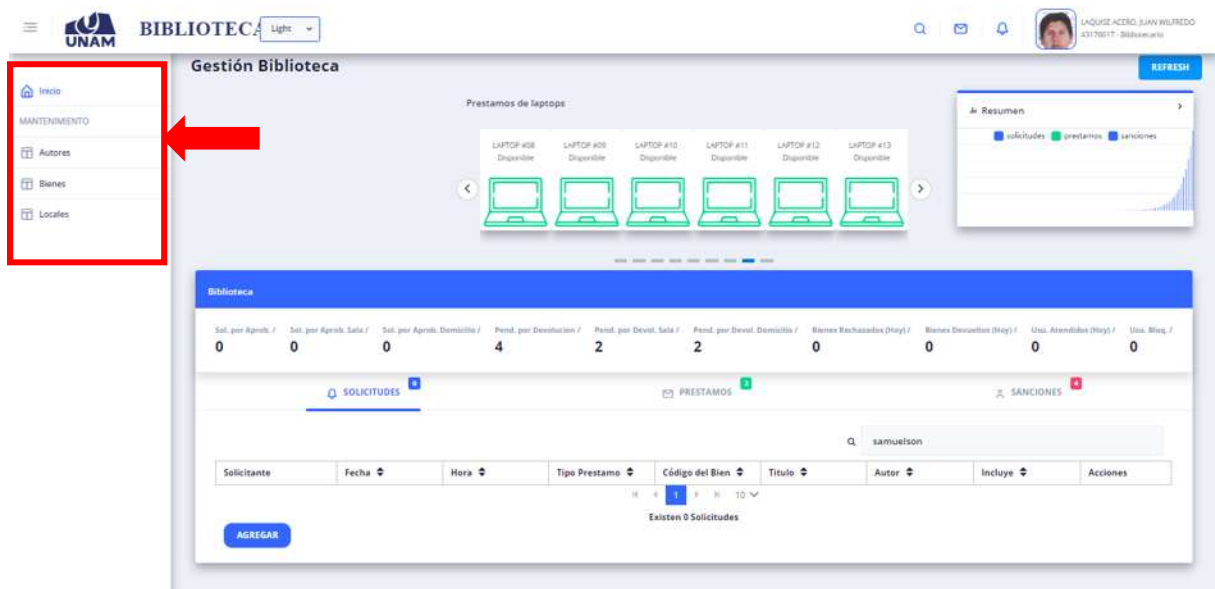 UNAM
BIBLIOTECA
Light
LAQUISE ACERO, JUAN WILFREDO
43170017 - Bibliotecario
Gestión Biblioteca
REFRESH
Inicio
MANTENIMIENTO
Autores
Bienes
Locales
Prestamos de laptops
LAPTOP #08 LAPTOP #09 LAPTOP #10 LAPTOP #11 LAPTOP #12 LAPTOP #13
Disponible Disponible Disponible Disponible Disponible Disponible
Resumen
solicitudes prestamos sanciones
Biblioteca
Sol. por Aprob. / Sol. por Aprob. Sala / Sol. por Aprob. Domicilio / Pend. por Devolucion / Pend. por Devol. Sala / Pend. por Devol. Domicilio / Bienes Rechazados (Hoy) / Bienes Devueltos (Hoy) / Usu. Atendidos (Hoy) / Usu. Bloq. /
0 0 0 4 2 2 0 0 0 0
SOLICITUDES 0 PRESTAMOS SANCIONES 4
samuelson
Solicitante Fecha Hora Tipo Prestamo Código del Bien Titulo Autor Incluye Acciones
1 10
Existen 0 Solicitudes
AGREGAR